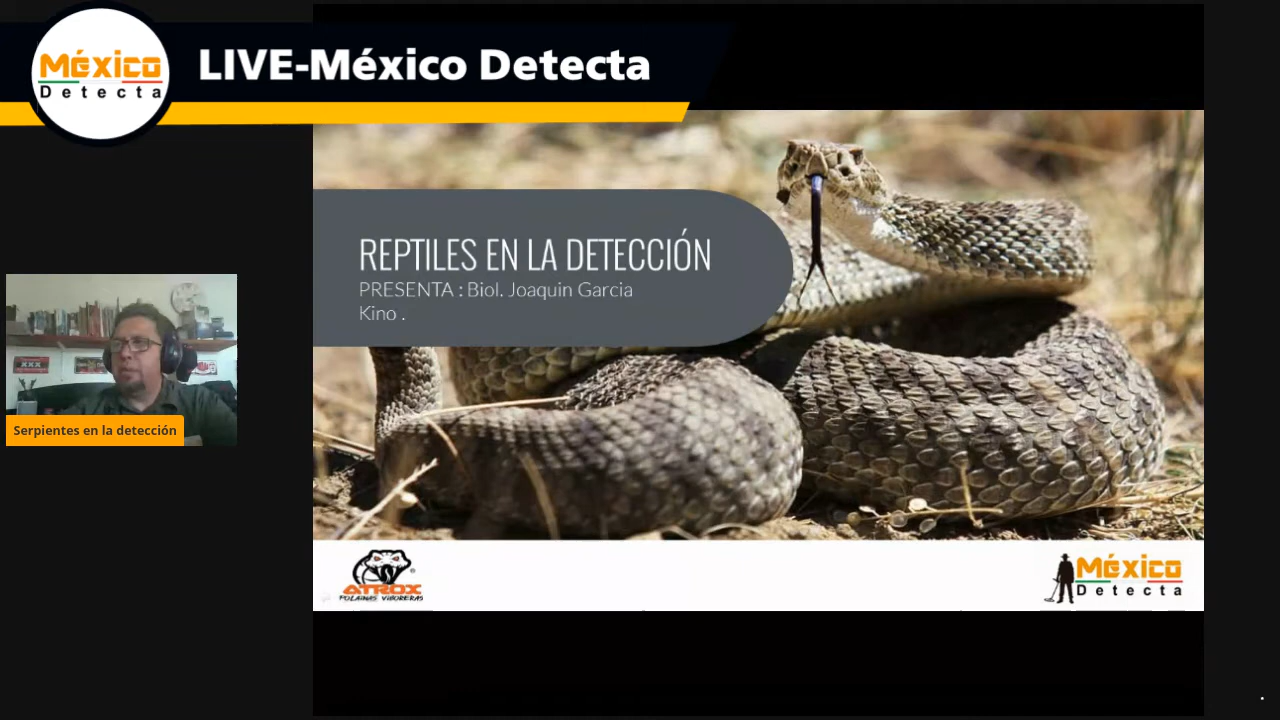 México
Detecta
LIVE-México Detecta
REPTILES EN LA DETECCIÓN
PRESENTA : Biol. Joaquin Garcia
Kino .
XXX
Serpientes en la detección
ATROX
POLAINAS VIBORERAS
México
Detecta